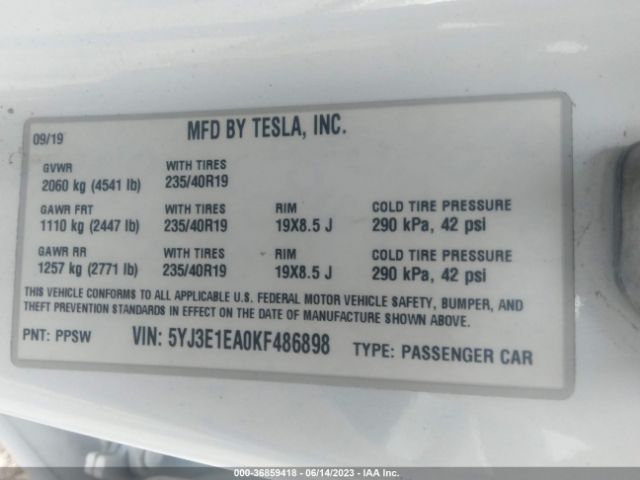 09/19 MFD BY TESLA, INC.
GVWR WITH TIRES
2060 kg (4541 lb) 235/40R19
GAWR FRT WITH TIRES RIM COLD TIRE PRESSURE
1110 kg (2447 lb) 235/40R19 19X8.5 J 290 kPa, 42 psi
GAWR RR WITH TIRES RIM COLD TIRE PRESSURE
1257 kg (2771 lb) 235/40R19 19X8.5 J 290 kPa, 42 psi
THIS VEHICLE CONFORMS TO ALL APPLICABLE U.S. FEDERAL MOTOR VEHICLE SAFETY, BUMPER, AND
THEFT PREVENTION STANDARDS IN EFFECT ON THE DATE OF MANUFACTURE SHOWN ABOVE.
PNT: PPSW VIN: 5YJ3E1EA0KF486898 TYPE: PASSENGER CAR
000-36859418 - 06/14/2023 - IAA Inc.